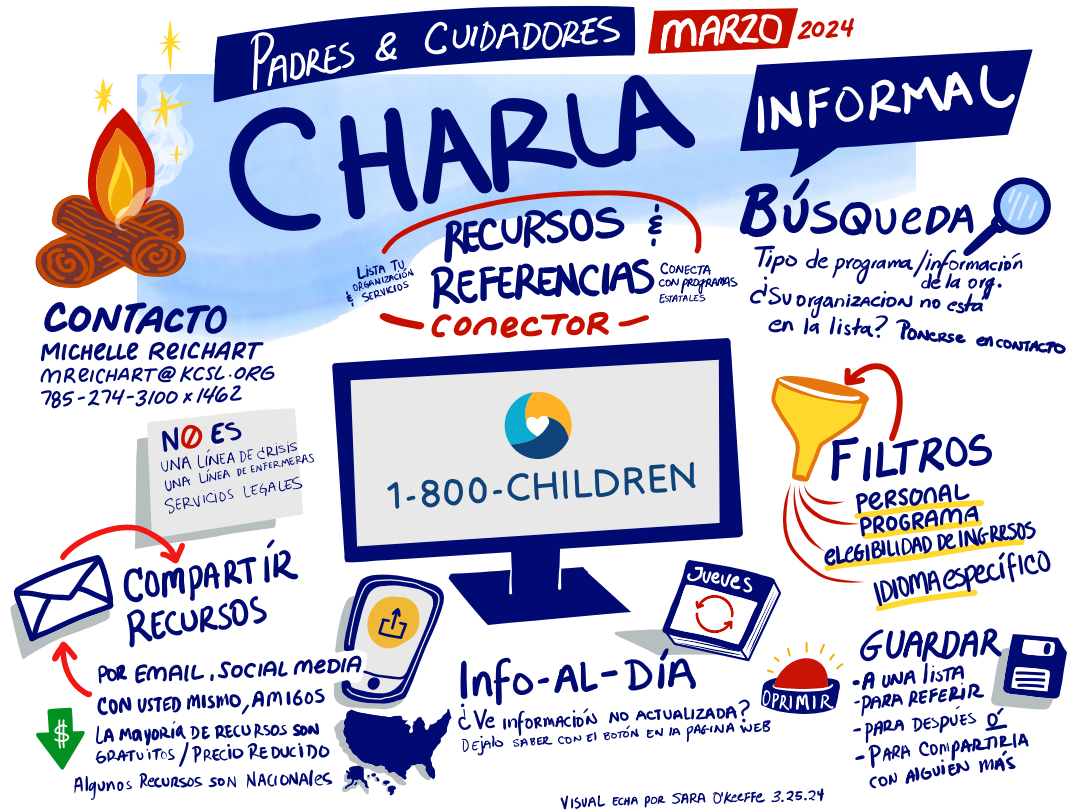 PADRES & CUIDADORES
MARZO 2024
CHARLA
INFORMAL
RECURSOS &
REFERENCIAS
CONECTOR
LISTA TU
ORGANIZACIÓN
& SERVICIOS
CONECTA
CON PROGRAMAS
ESTATALES
BÚSQUEDA
Tipo de programa/información
de la org.
¿Su organizacion no está
en la lista? Ponerse en contacto
CONTACTO
MICHELLE REICHART
MREICHART@KCSL.ORG
785-274-3100 x 1462
NO ES
UNA LÍNEA DE CRISIS
UNA LÍNEA DE ENFERMERAS
SERVICIOS LEGALES
1-800-CHILDREN
FILTROS
PERSONAL
PROGRAMA
ELEGIBILIDAD DE INGRESOS
IDIOMA ESPECÍFICO
COMPARTÍR
RECURSOS
POR EMAIL, SOCIAL MEDIA
CON USTED MISMO, AMIGOS
$
LA MAYORÍA DE RECURSOS SON
GRATUITOS / PRECIO REDUCIDO
Algunos Recursos son Nacionales
Jueves
Info-AL-DÍA
¿Ve información no actualizada?
Dejalo saber con el botón en la pagina web
OPRIMIR
GUARDAR
-A UNA LISTA
-PARA REFERIR
-PARA DESPUÉS Ó
-PARA COMPARTIRLA
CON ALGUIEN MÁS
VISUAL ECHA POR SARA O'KEEFFE 3.25.24